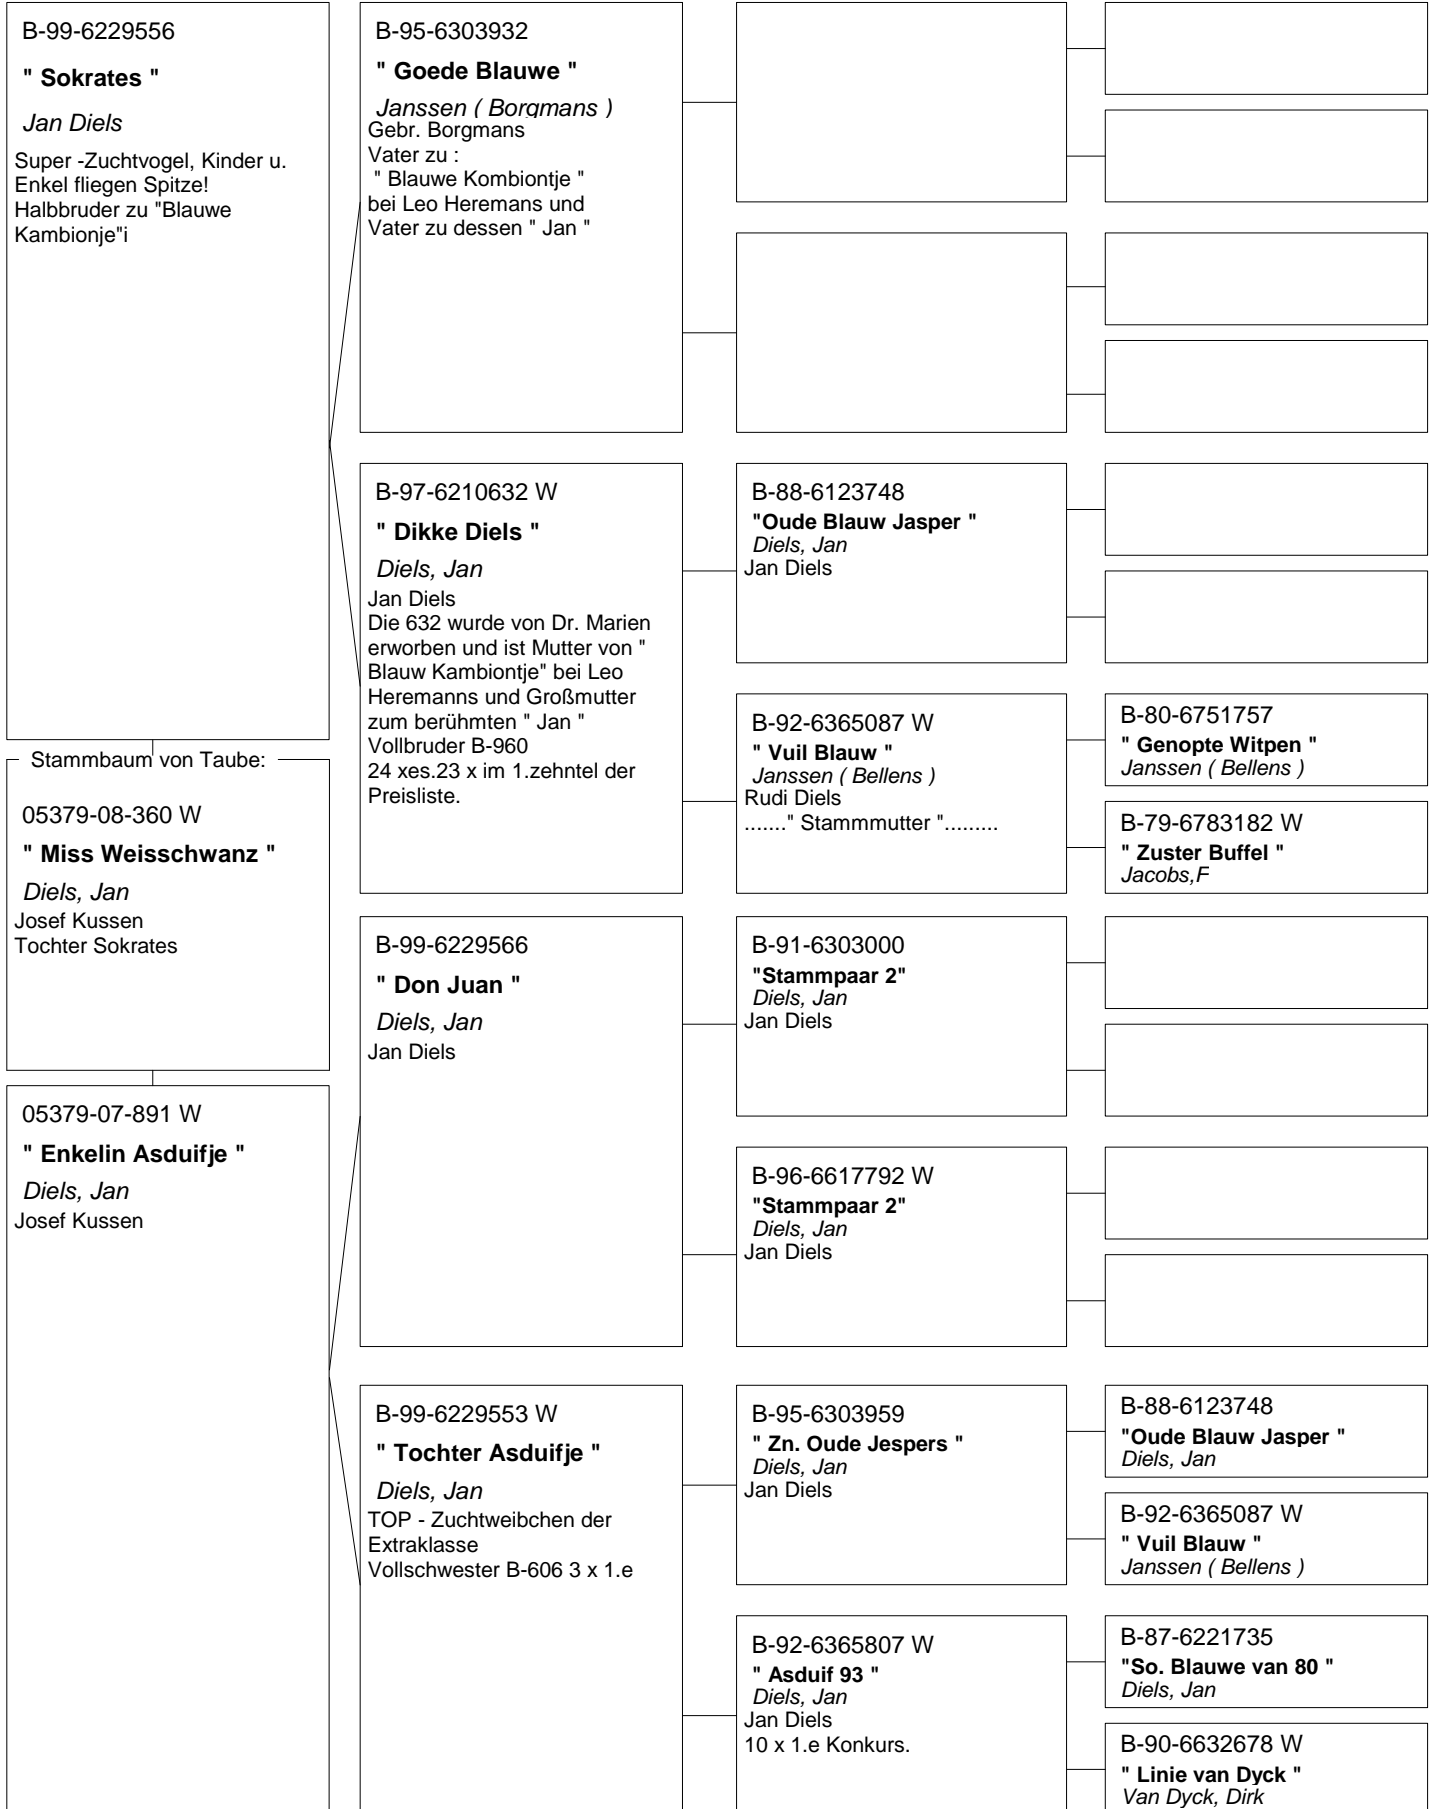 B-99-6229556
" Sokrates "
Jan Diels
Super -Zuchtvogel, Kinder u.
Enkel fliegen Spitze!
Halbbruder zu "Blauwe
Kambionje"i
Stammbaum von Taube:
05379-08-360 W
" Miss Weisschwanz "
Diels, Jan
Josef Kussen
Tochter Sokrates
05379-07-891 W
" Enkelin Asduifje "
Diels, Jan
Josef Kussen
B-95-6303932
" Goede Blauwe "
Janssen ( Borgmans )
Gebr. Borgmans
Vater zu :
" Blauwe Kombiontje "
bei Leo Heremans und
Vater zu dessen " Jan "
B-97-6210632 W
" Dikke Diels "
Diels, Jan
Jan Diels
Die 632 wurde von Dr. Marien
erworben und ist Mutter von "
Blauw Kambiontje" bei Leo
Heremanns und Großmutter
zum berühmten " Jan "
Vollbruder B-960
24 xes.23 x im 1.zehntel der
Preisliste.
B-99-6229566
" Don Juan "
Diels, Jan
Jan Diels
B-99-6229553 W
" Tochter Asduifje "
Diels, Jan
TOP - Zuchtweibchen der
Extraklasse
Vollschwester B-606 3 x 1.e
B-88-6123748
"Oude Blauw Jasper "
Diels, Jan
Jan Diels
B-92-6365087 W
" Vuil Blauw "
Janssen ( Bellens )
Rudi Diels
......." Stammmutter ".........
B-91-6303000
"Stammpaar 2"
Diels, Jan
Jan Diels
B-96-6617792 W
"Stammpaar 2"
Diels, Jan
Jan Diels
B-95-6303959
" Zn. Oude Jespers "
Diels, Jan
Jan Diels
B-92-6365807 W
" Asduif 93 "
Diels, Jan
Jan Diels
10 x 1.e Konkurs.
B-80-6751757
" Genopte Witpen "
Janssen ( Bellens )
B-79-6783182 W
" Zuster Buffel "
Jacobs,F
B-88-6123748
"Oude Blauw Jasper "
Diels, Jan
B-92-6365087 W
" Vuil Blauw "
Janssen ( Bellens )
B-87-6221735
"So. Blauwe van 80 "
Diels, Jan
B-90-6632678 W
" Linie van Dyck "
Van Dyck, Dirk